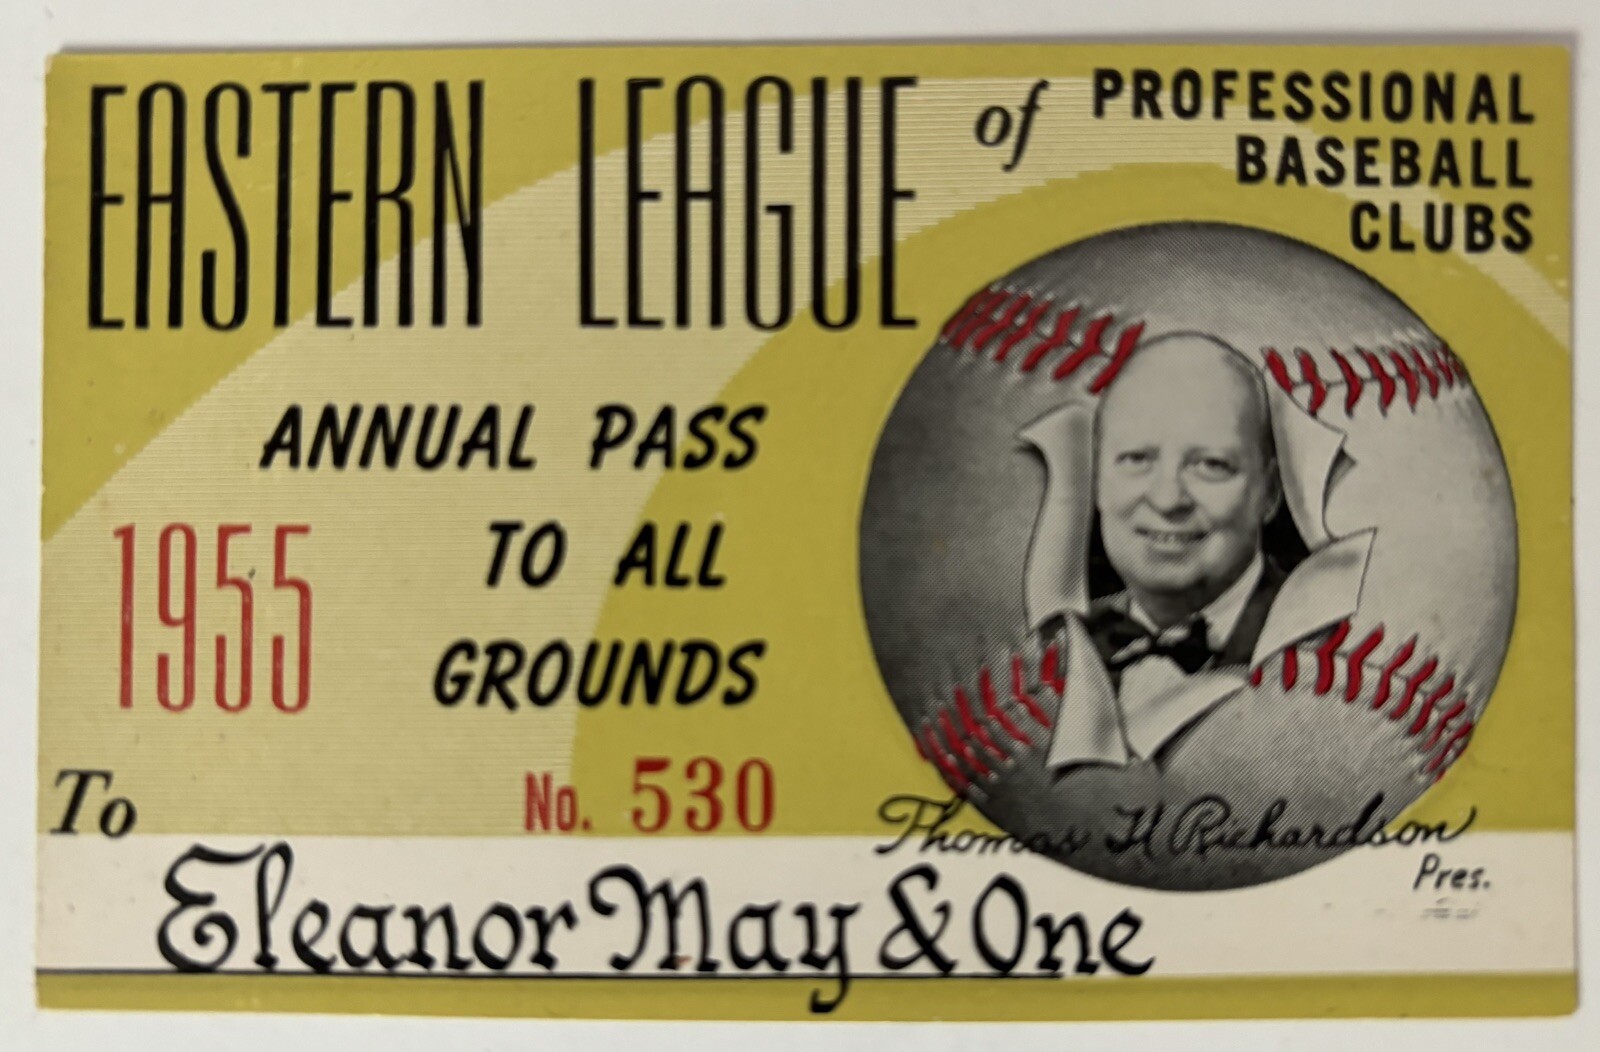 EASTERN LEAGUE of PROFESSIONAL
BASEBALL
CLUBS
ANNUAL PASS
1955 TO ALL
GROUNDS
To No. 530
Thomas H Richardson
Pres.
Eleanor May & One